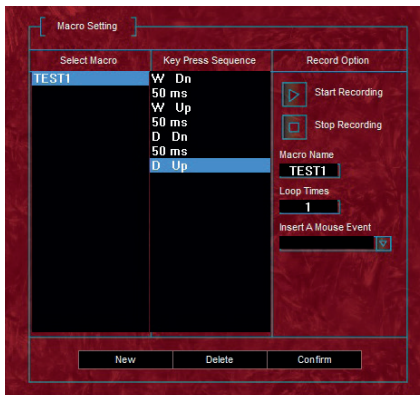 Macro Setting
Select Macro
Key Press Sequence
Record Option
TEST1
W Dn
50 ms
W Up
50 ms
D Dn
50 ms
D Up
Start Recording
Stop Recording
Macro Name
TEST1
Loop Times
1
Insert A Mouse Event
New
Delete
Confirm